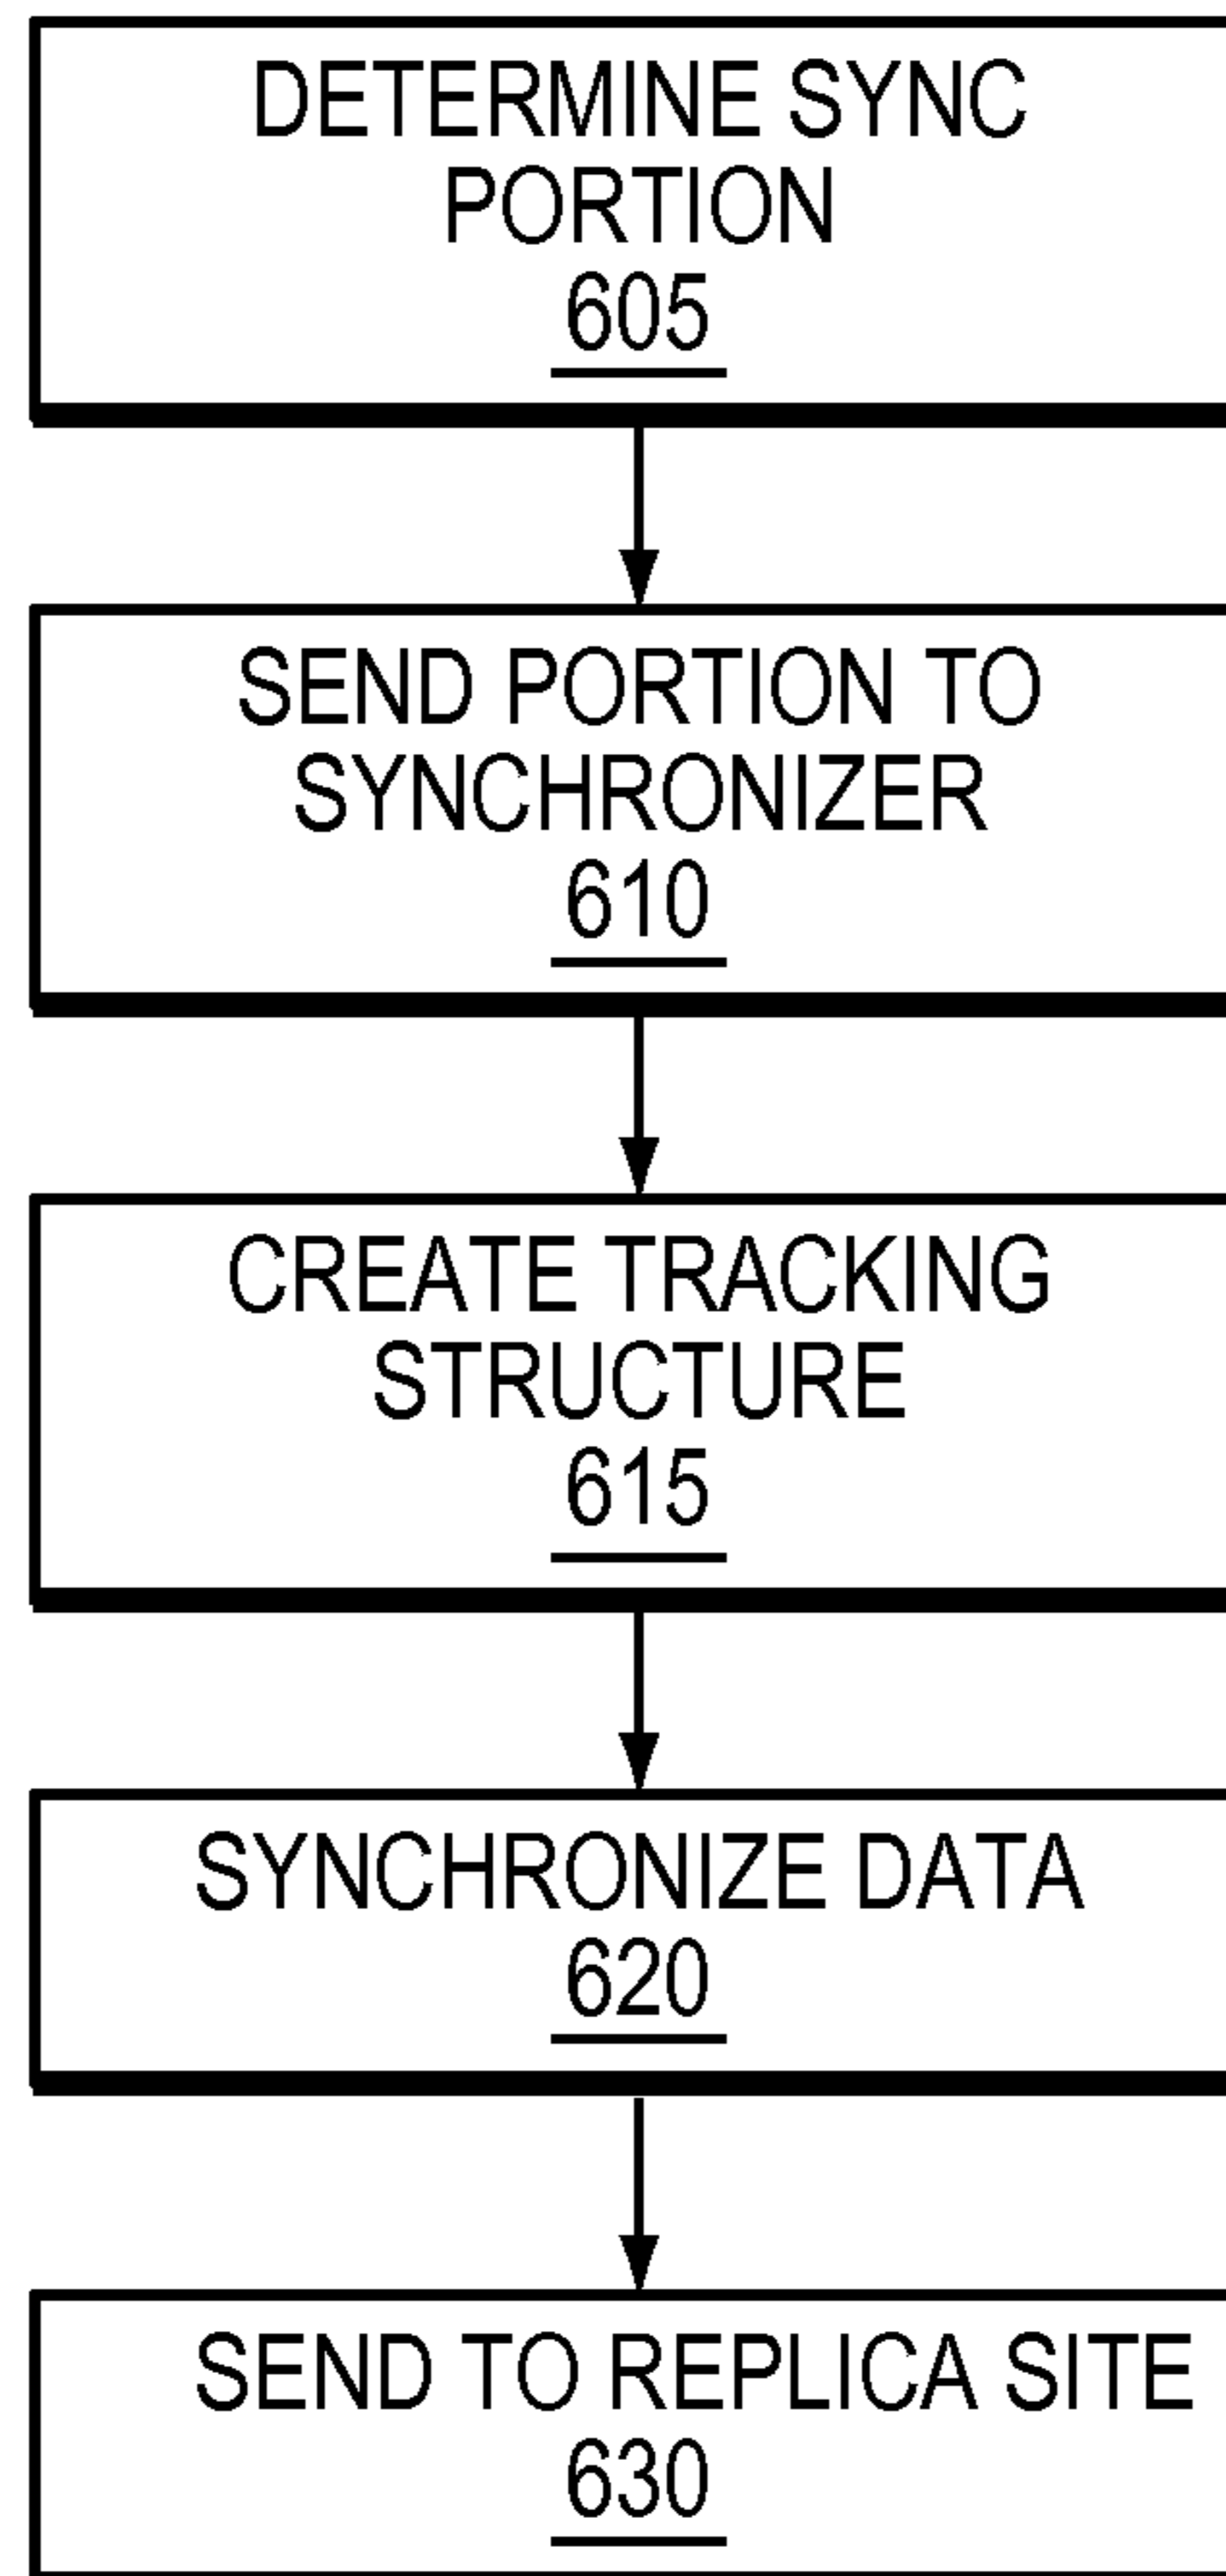 DETERMINE SYNC
PORTION
605
SEND PORTION TO
SYNCHRONIZER
610
CREATE TRACKING
STRUCTURE
615
SYNCHRONIZE DATA
620
SEND TO REPLICA SITE
630